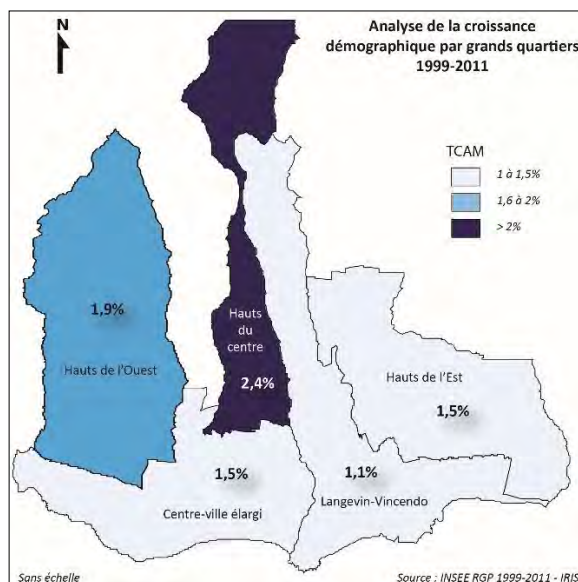 N
Analyse de la croissance
démographique par grands quartiers
1999-2011
TCAM
1 à 1,5%
1,6 à 2%
> 2%
1,9%
Hauts de l'Ouest
Hauts
du
centre
2,4%
Hauts de l'Est
1,5%
1,5%
Centre-ville élargi
1,1%
Langevin-Vincendo
Sans échelle
Source : INSEE RGP 1999-2011 - IRIS